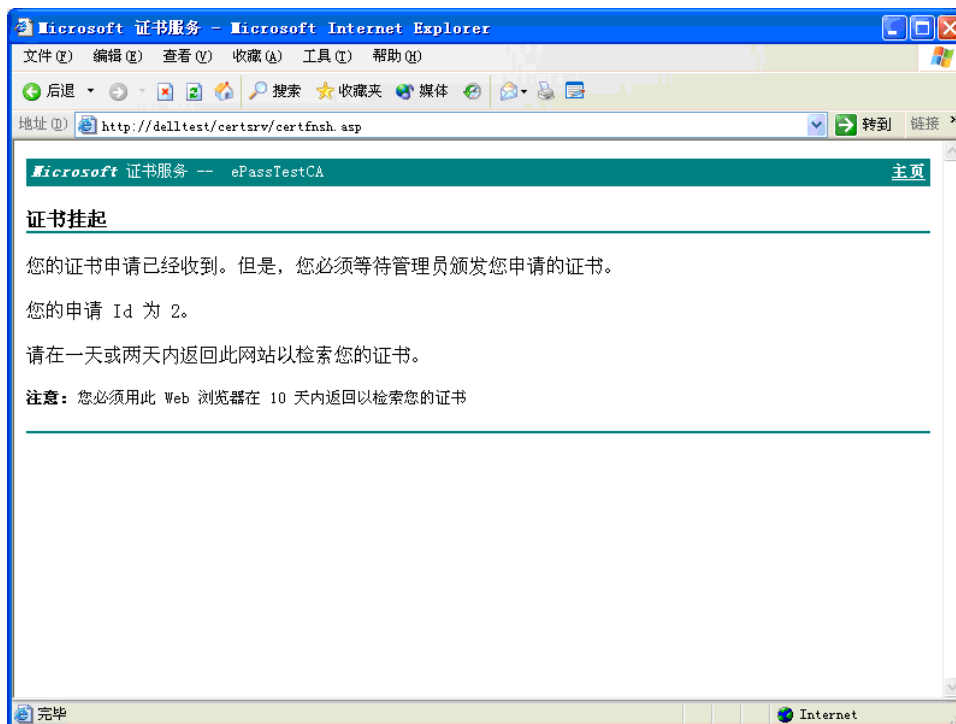 Microsoft 证书服务 - Microsoft Internet Explorer
文件(F) 编辑(E) 查看(V) 收藏(A) 工具(T) 帮助(H)
后退 搜索 收藏夹 媒体
地址(D) http://delltest/certsrv/certfnsh.asp 转到 链接 »
Microsoft 证书服务 -- ePassTestCA 主页
证书挂起
您的证书申请已经收到。但是，您必须等待管理员颁发您申请的证书。
您的申请 Id 为 2。
请在一天或两天内返回此网站以检索您的证书。
注意：您必须用此 Web 浏览器在 10 天内返回以检索您的证书
完毕 Internet